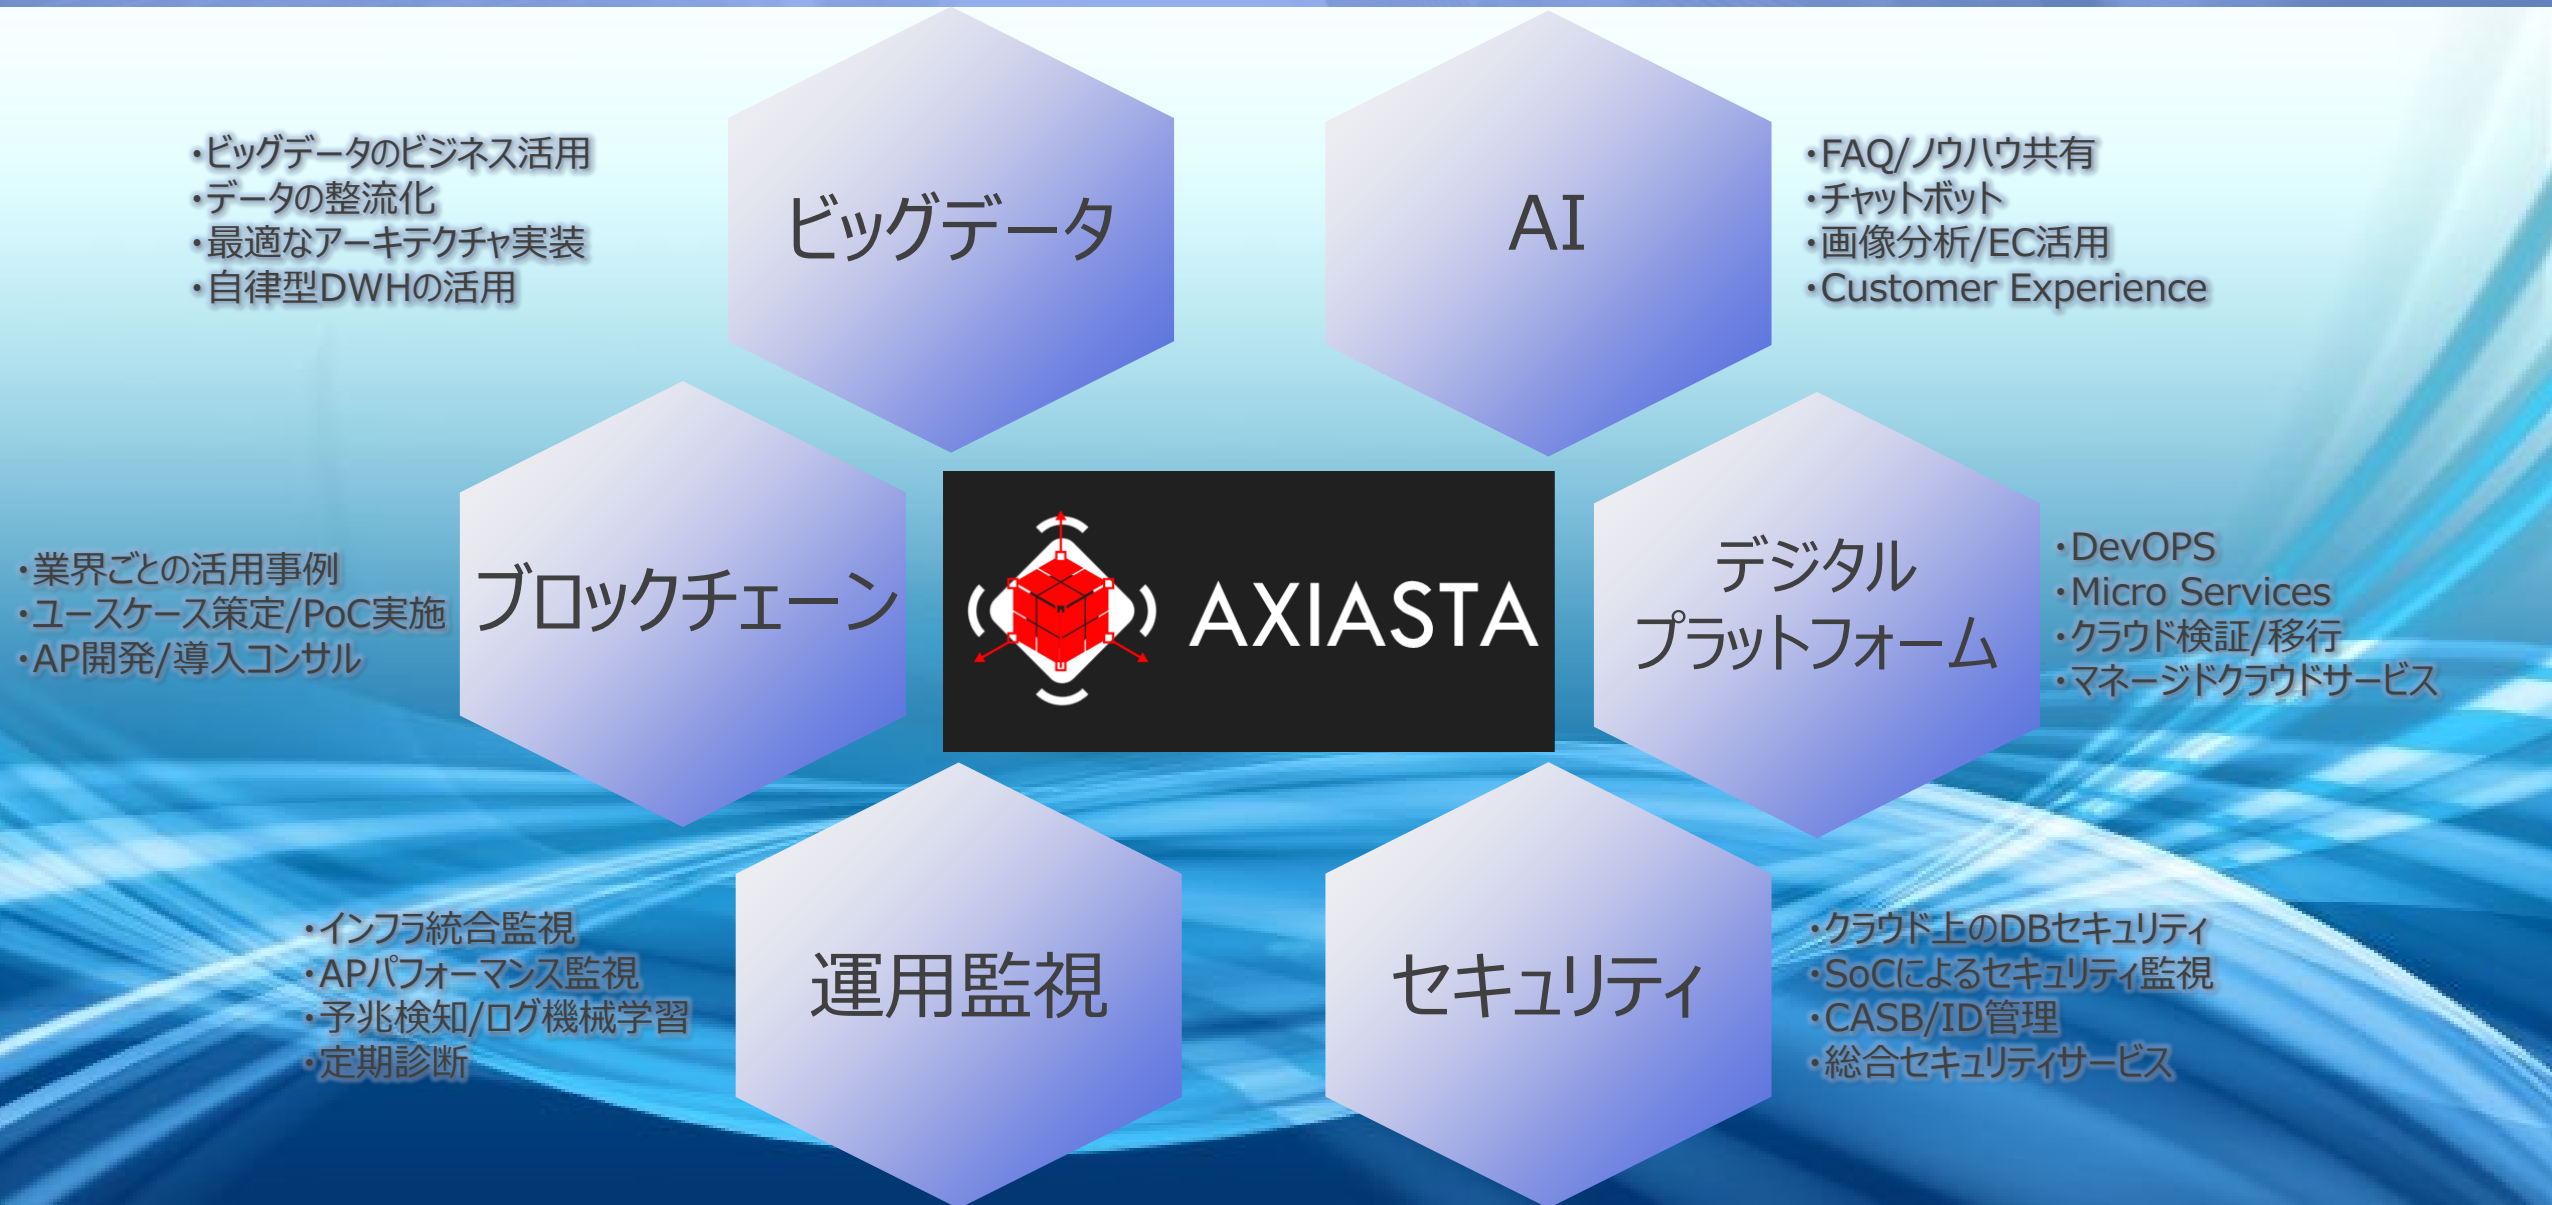 ・ビッグデータのビジネス活用
・データの整流化
・最適なアーキテクチャ実装
・自律型DWHの活用
ビッグデータ
AI
・FAQ/ノウハウ共有
・チャットボット
・画像分析/EC活用
・Customer Experience
・業界ごとの活用事例
・ユースケース策定/PoC実施
・AP開発/導入コンサル
ブロックチェーン
AXIASTA
デジタル
プラットフォーム
・DevOPS
・Micro Services
・クラウド検証/移行
・マネージドクラウドサービス
・インフラ統合監視
・APパフォーマンス監視
・予兆検知/ログ機械学習
・定期診断
運用監視
セキュリティ
・クラウド上のDBセキュリティ
・SoCによるセキュリティ監視
・CASB/ID管理
・総合セキュリティサービス